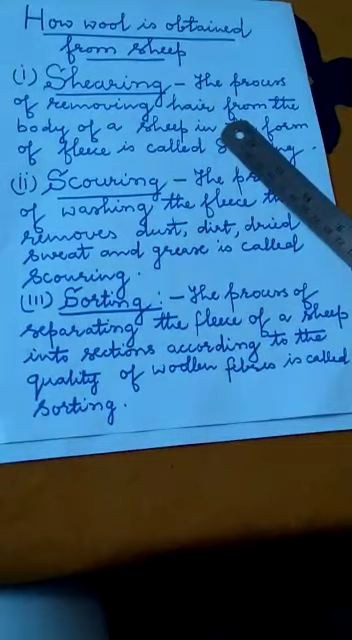 How wool is obtained
from sheep
(i) Shearing - The process
of removing hair from the
body of a sheep in form
of fleece is called
(ii) Scouring - The
of washing the fleece
removes dust, dirt, dried
sweat and grease is called
Scouring.
(III) Sorting : - The process of
separating the fleece of a sheep
into sections according to the
quality of woollen fibres is called
Sorting.